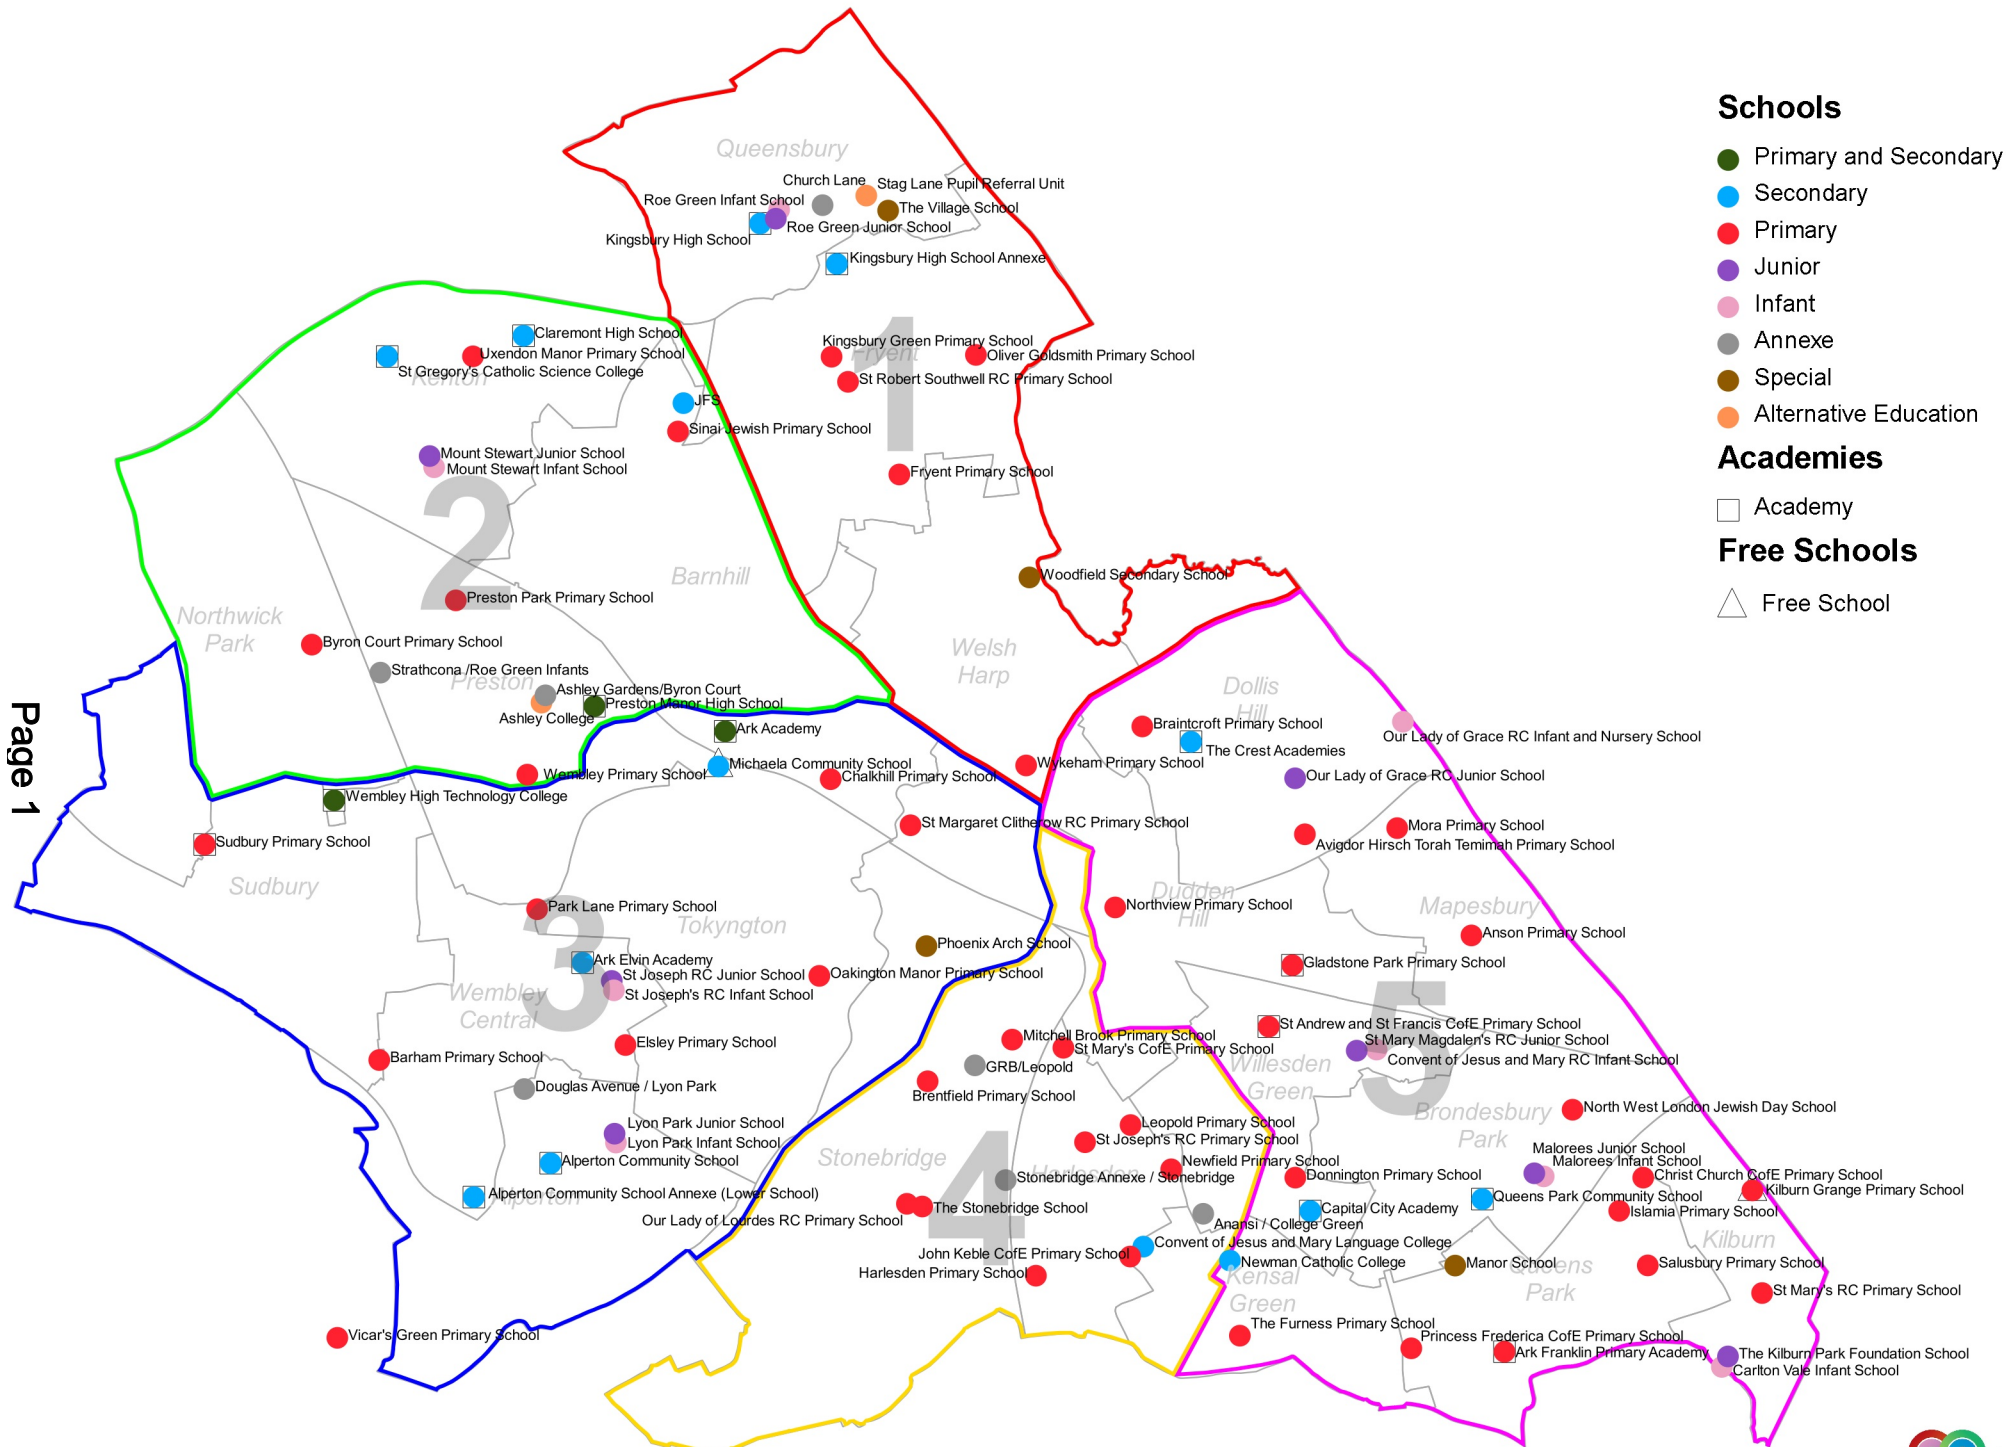 Queensbury
Church Lane
Stag Lane Pupil Referral Unit
Roe Green Infant School
The Village School
Roe Green Junior School
Kingsbury High School
Kingsbury High School Annexe
Claremont High School
Uxendon Manor Primary School
St Gregory's Catholic Science College
Kenton
Kingsbury Green Primary School
Fryent
1
Oliver Goldsmith Primary School
St Robert Southwell RC Primary School
JFS
Sinai Jewish Primary School
Mount Stewart Junior School
Mount Stewart Infant School
Fryent Primary School
2
Barnhill
Woodfield Secondary School
Preston Park Primary School
Northwick
Park
Byron Court Primary School
Welsh
Harp
Strathcona /Roe Green Infants
Preston
Ashley Gardens/Byron Court
Preston Manor High School
Ashley College
Dollis
Hill
Ark Academy
Braintcroft Primary School
The Crest Academies
Our Lady of Grace RC Infant and Nursery School
Michaela Community School
Wykeham Primary School
Wembley Primary School
Chalkhill Primary School
Our Lady of Grace RC Junior School
Wembley High Technology College
St Margaret Clitherow RC Primary School
Mora Primary School
Avigdor Hirsch Torah Temimah Primary School
Sudbury Primary School
Sudbury
Dudden
Hill
Northview Primary School
Mapesbury
Park Lane Primary School
3
Tokyngton
Anson Primary School
Phoenix Arch School
Ark Elvin Academy
St Joseph RC Junior School
Oakington Manor Primary School
Gladstone Park Primary School
St Joseph's RC Infant School
Wembley
Central
5
St Andrew and St Francis CofE Primary School
Mitchell Brook Primary School
St Mary Magdalen's RC Junior School
Elsley Primary School
St Mary's CofE Primary School
Convent of Jesus and Mary RC Infant School
Barham Primary School
GRB/Leopold
Willesden
Green
Douglas Avenue / Lyon Park
Brentfield Primary School
North West London Jewish Day School
Brondesbury
Park
Lyon Park Junior School
Leopold Primary School
Lyon Park Infant School
St Joseph's RC Primary School
Malorees Junior School
Malorees Infant School
Stonebridge
4
Harlesden
Newfield Primary School
Alperton Community School
Stonebridge Annexe / Stonebridge
Donnington Primary School
Christ Church CofE Primary School
Kilburn Grange Primary School
Alperton Community School Annexe (Lower School)
Alperton
Queens Park Community School
The Stonebridge School
Capital City Academy
Islamia Primary School
Our Lady of Lourdes RC Primary School
Anansi / College Green
Convent of Jesus and Mary Language College
Kilburn
John Keble CofE Primary School
Newman Catholic College
Manor School
Queens
Park
Salusbury Primary School
Harlesden Primary School
Kensal
Green
St Mary's RC Primary School
The Furness Primary School
Vicar's Green Primary School
Princess Frederica CofE Primary School
Ark Franklin Primary Academy
The Kilburn Park Foundation School
Carlton Vale Infant School
Schools
Primary and Secondary
Secondary
Primary
Junior
Infant
Annexe
Special
Alternative Education
Academies
Academy
Free Schools
Free School
Page 1